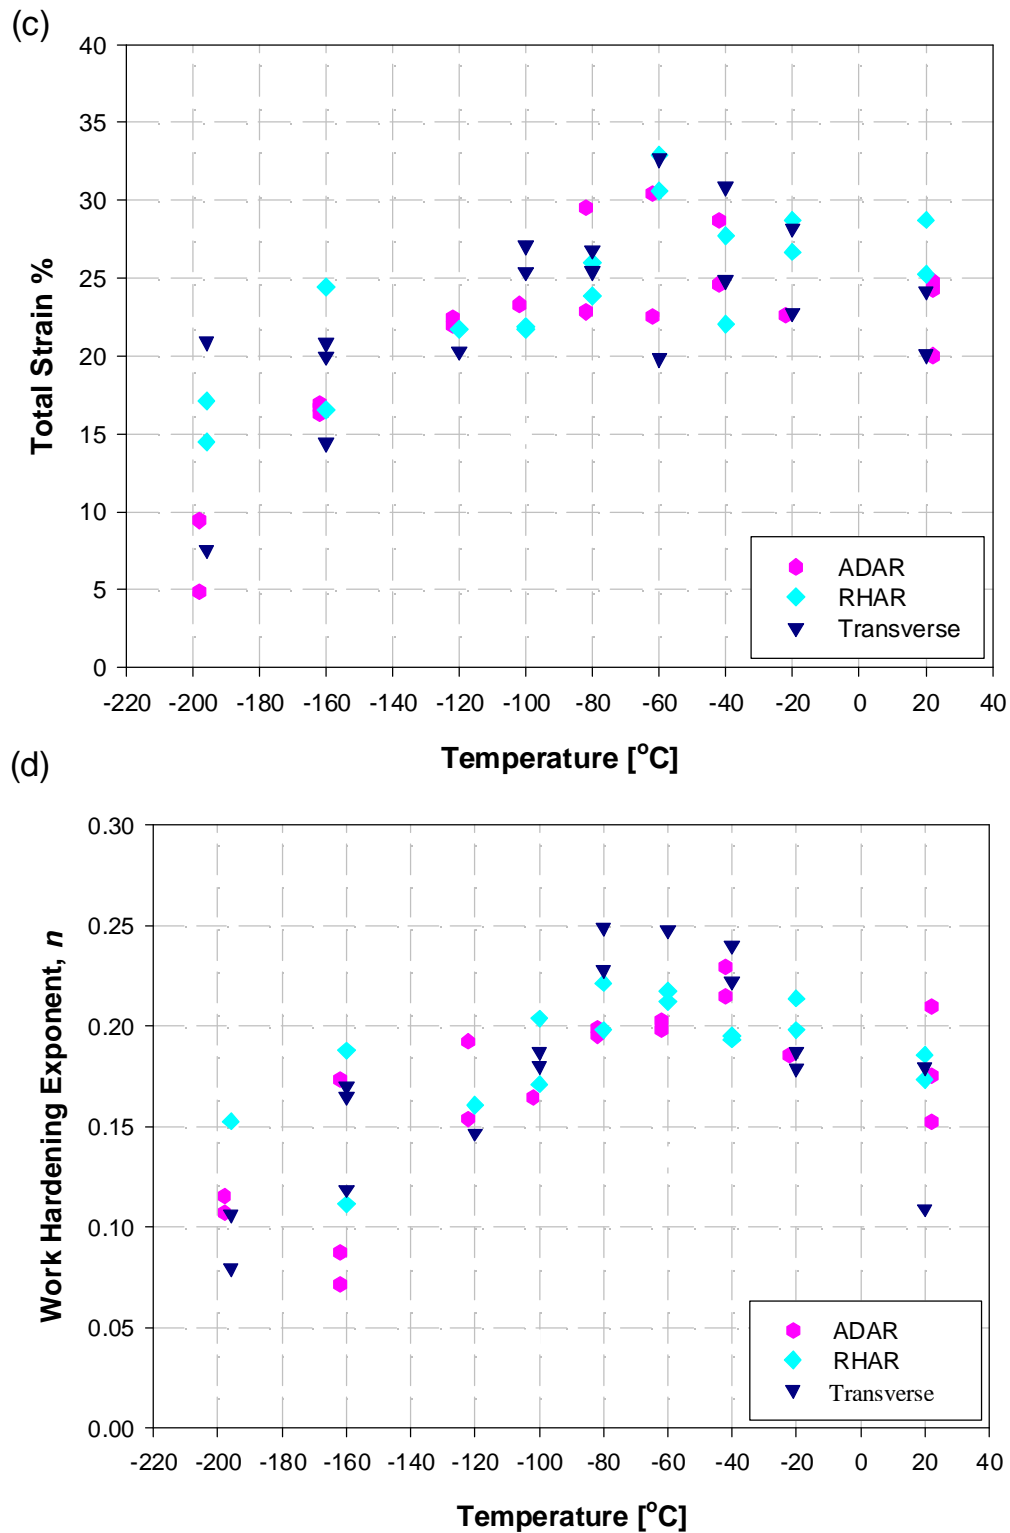 (c)
40
35
30
25
20
15
10
5
0
Total Strain %
ADAR
RHAR
Transverse
-220 -200 -180 -160 -140 -120 -100 -80 -60 -40 -20 0 20 40
Temperature [oC]
(d)
0.30
0.25
0.20
0.15
0.10
0.05
0.00
Work Hardening Exponent, n
ADAR
RHAR
Transverse
-220 -200 -180 -160 -140 -120 -100 -80 -60 -40 -20 0 20 40
Temperature [oC]